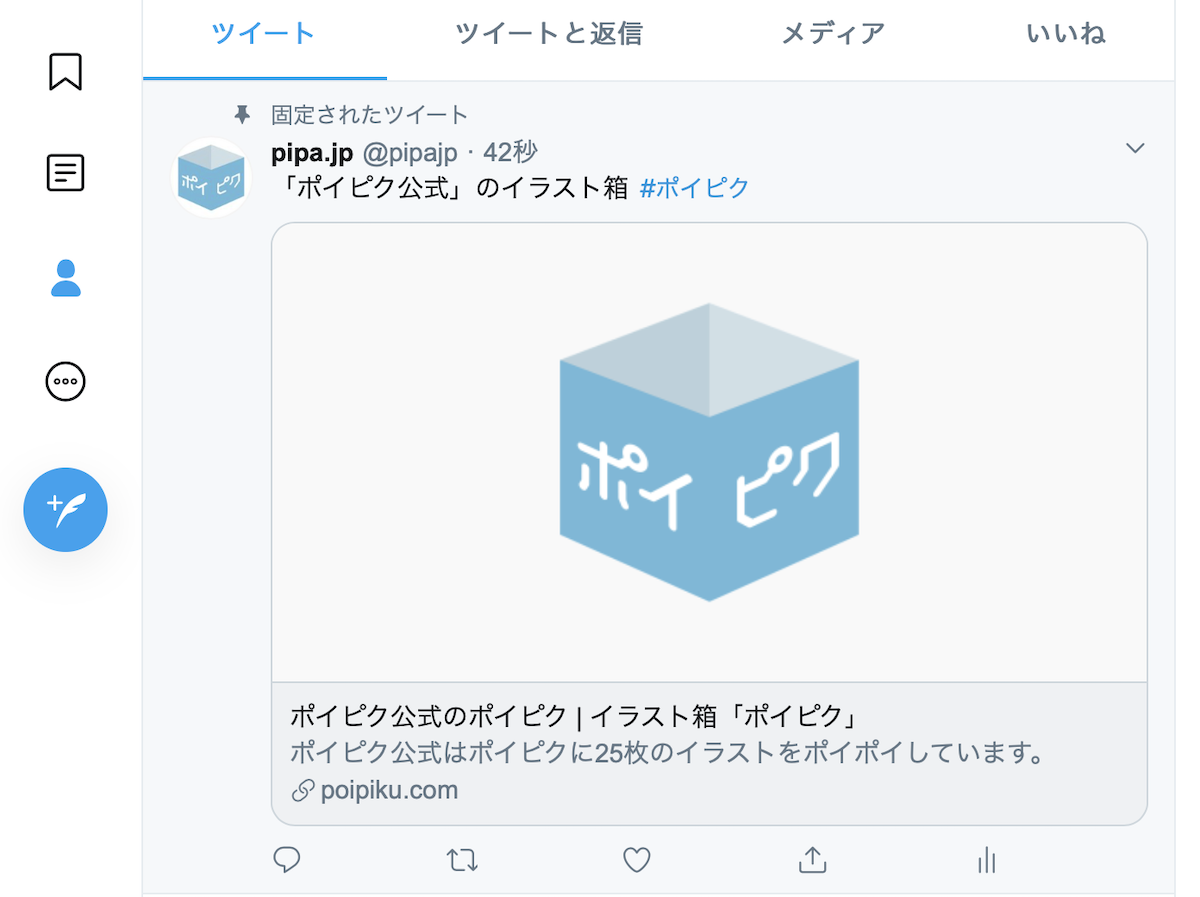 ツイート ツイートと返信 メディア いいね
固定されたツイート
pipa.jp @pipajp · 42秒
「ポイピク公式」のイラスト箱 #ポイピク
ポイ ピク
ポイ ピク
ポイピク公式のポイピク | イラスト箱「ポイピク」
ポイピク公式はポイピクに25枚のイラストをポイポイしています。
poipiku.com